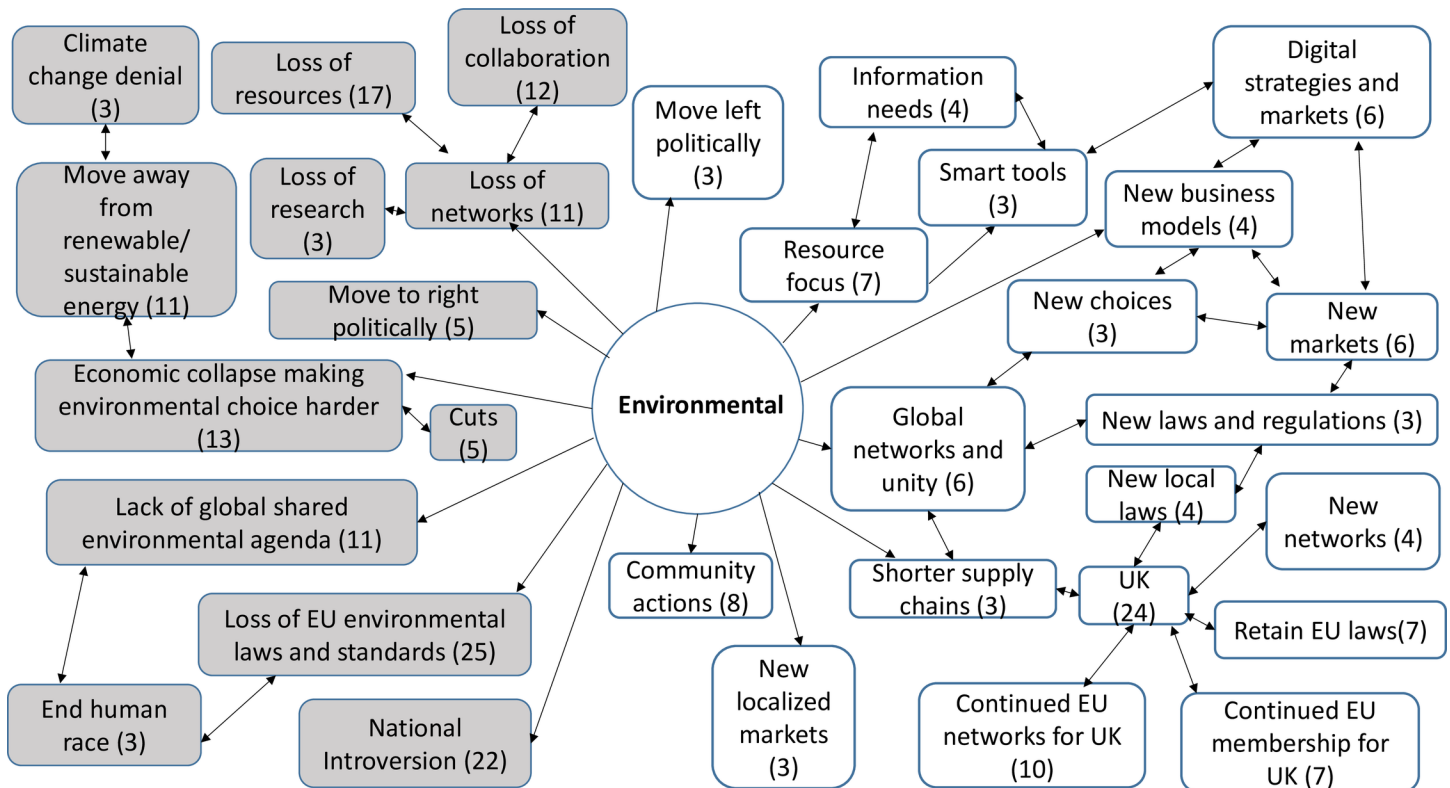 Climate
change denial
(3)
Loss of
resources (17)
Loss of
collaboration
(12)
Move left
politically
(3)
Information
needs (4)
Digital
strategies and
markets (6)
Move away
from
renewable/
sustainable
energy (11)
Loss of
research
(3)
Loss of
networks (11)
Smart tools
(3)
New business
models (4)
Resource
focus (7)
Move to right
politically (5)
New choices
(3)
New
markets (6)
Economic collapse making
environmental choice harder
(13)
Cuts
(5)
Environmental
Global
networks and
unity (6)
New laws and regulations (3)
New local
laws (4)
New
networks (4)
Lack of global shared
environmental agenda (11)
Community
actions (8)
Shorter supply
chains (3)
UK
(24)
Retain EU laws(7)
Loss of EU environmental
laws and standards (25)
End human
race (3)
National
Introversion (22)
New
localized
markets
(3)
Continued EU
networks for UK
(10)
Continued EU
membership for
UK (7)